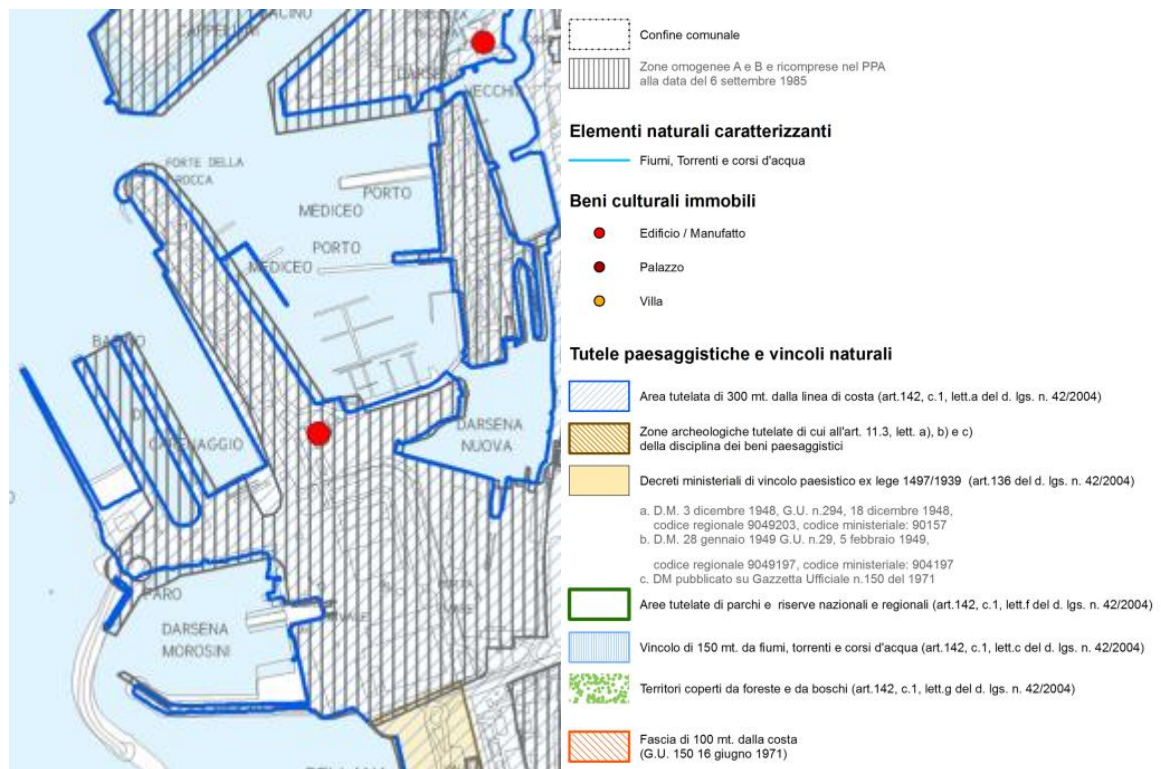 CAPPELLINI
DARSENA
VECCHIA
FORTE DELLA
ROCCA
PORTO
MEDICEO
PORTO
MEDICEO
DI
CARENAGGIO
DARSENA
NUOVA
FARO
DARSENA
MOROSINI
Confine comunale
Zone omogenee A e B e ricomprese nel PPA
alla data del 6 settembre 1985
Elementi naturali caratterizzanti
Fiumi, Torrenti e corsi d'acqua
Beni culturali immobili
Edificio / Manufatto
Palazzo
Villa
Tutele paesaggistiche e vincoli naturali
Area tutelata di 300 mt. dalla linea di costa (art.142, c.1, lett.a del d. lgs. n. 42/2004)
Zone archeologiche tutelate di cui all'art. 11.3, lett. a), b) e c)
della disciplina dei beni paesaggistici
Decreti ministeriali di vincolo paesistico ex lege 1497/1939 (art.136 del d. lgs. n. 42/2004)
a. D.M. 3 dicembre 1948, G.U. n.294, 18 dicembre 1948,
codice regionale 9049203, codice ministeriale: 90157
b. D.M. 28 gennaio 1949 G.U. n.29, 5 febbraio 1949,
codice regionale 9049197, codice ministeriale: 904197
c. DM pubblicato su Gazzetta Ufficiale n.150 del 1971
Aree tutelate di parchi e riserve nazionali e regionali (art.142, c.1, lett.f del d. lgs. n. 42/2004)
Vincolo di 150 mt. da fiumi, torrenti e corsi d'acqua (art.142, c.1, lett.c del d. lgs. n. 42/2004)
Territori coperti da foreste e da boschi (art.142, c.1, lett.g del d. lgs. n. 42/2004)
Fascia di 100 mt. dalla costa
(G.U. 150 16 giugno 1971)